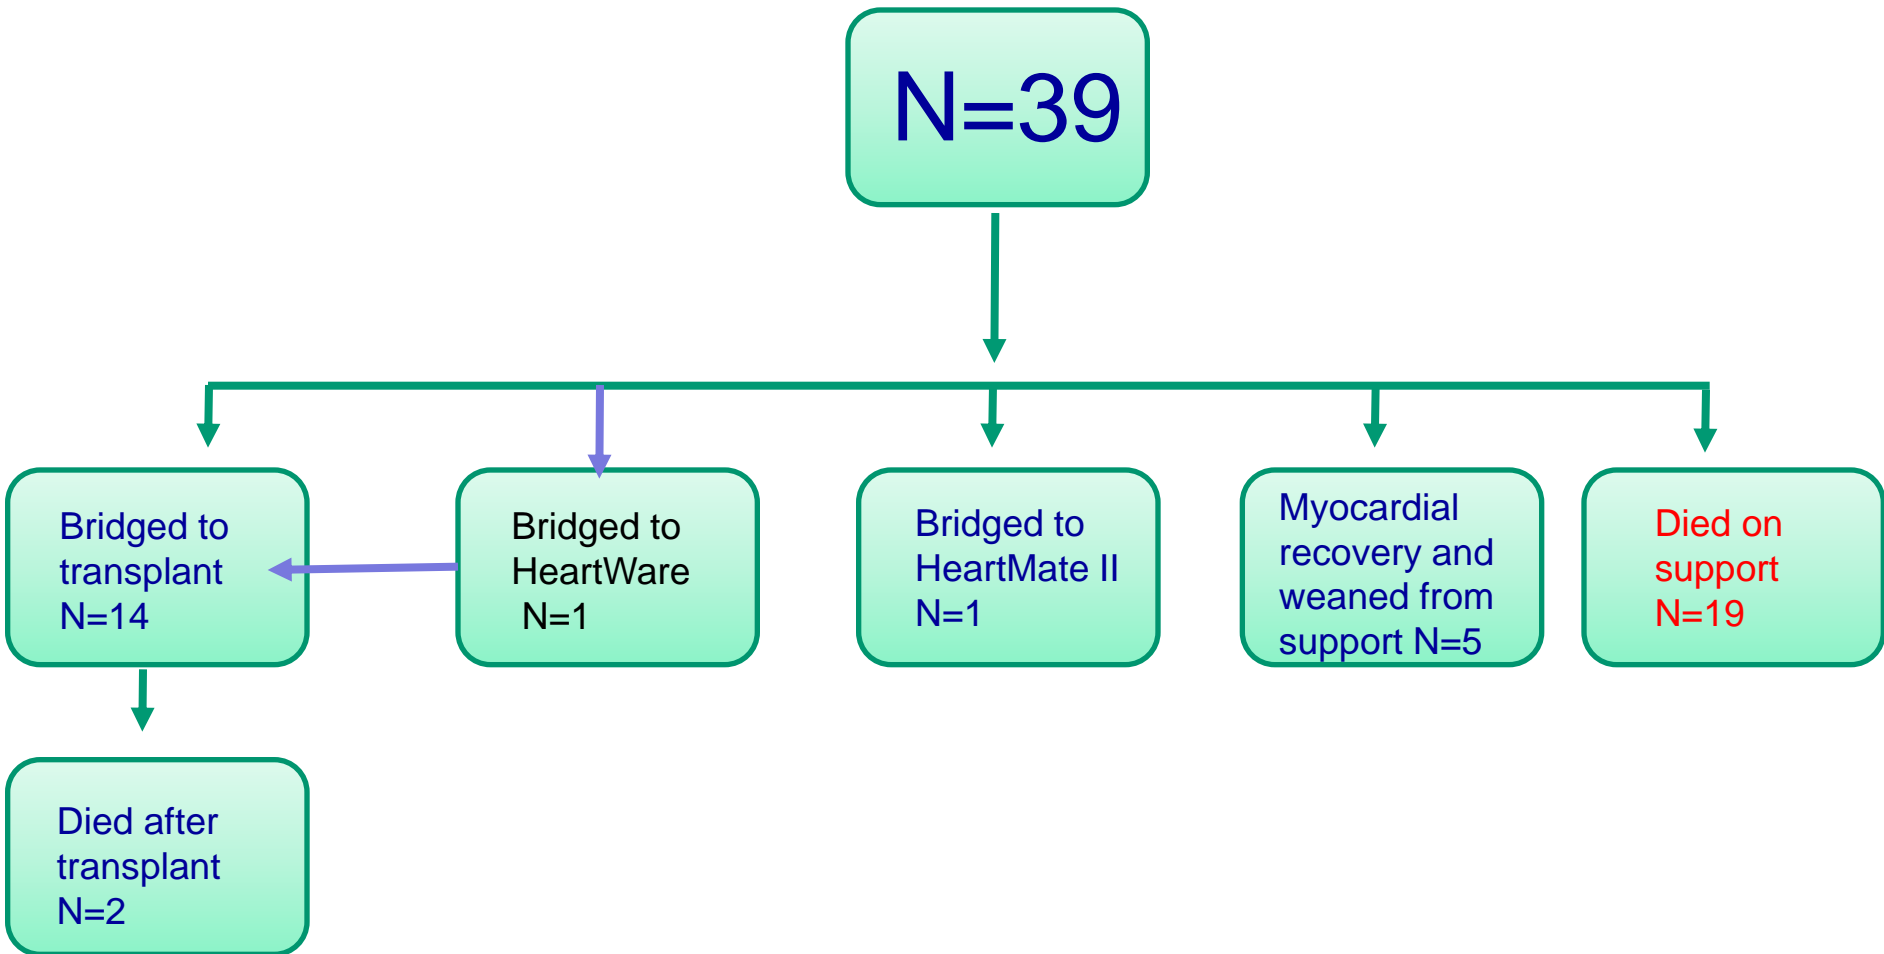 N=39
Bridged to
transplant
N=14
Bridged to
HeartWare
N=1
Bridged to
HeartMate II
N=1
Myocardial
recovery and
weaned from
support N=5
Died on
support
N=19
Died after
transplant
N=2